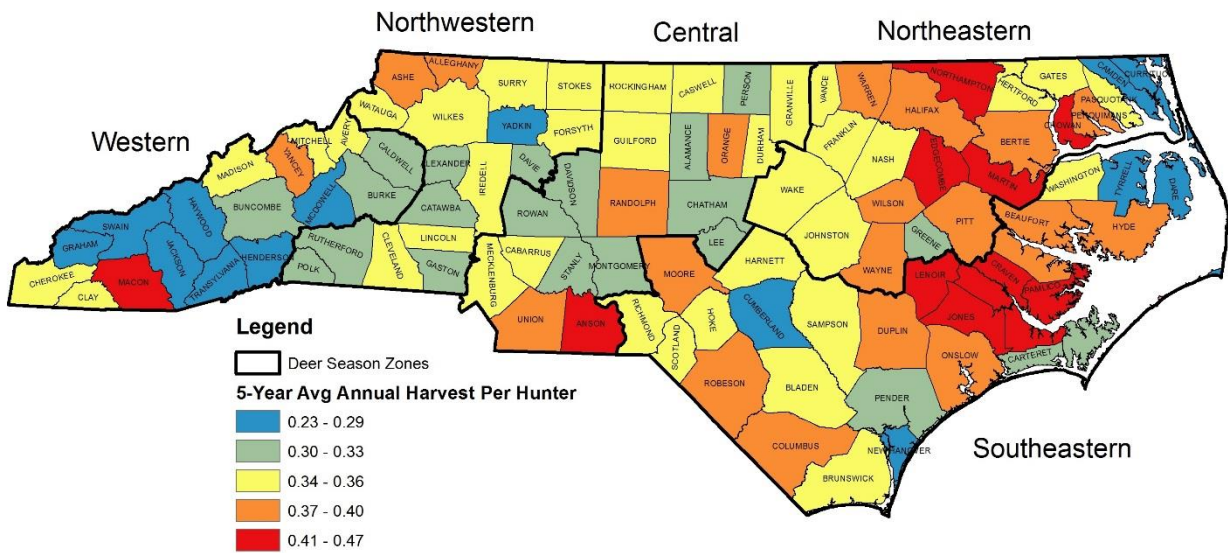 Northwestern
Central
Northeastern
Western
Southeastern
ASHE
ALLEGHANY
SURRY
STOKES
ROCKINGHAM
CASWELL
PERSON
GRANVILLE
VANCE
WARREN
NORTHAMPTON
HERTFORD
GATES
CAMDEN
CURRITUC
PASQUOTAN
PERQUIMANS
CHOWAN
WATAUGA
WILKES
YADKIN
FORSYTH
GUILFORD
ALAMANCE
ORANGE
DURHAM
FRANKLIN
HALIFAX
BERTIE
AVERY
MITCHELL
YANCEY
MADISON
CALDWELL
ALEXANDER
IREDELL
DAVIE
DAVIDSON
RANDOLPH
CHATHAM
WAKE
NASH
EDGECOMBE
MARTIN
WASHINGTON
TYRRELL
DARE
HAYWOOD
BUNCOMBE
MCDOWELL
BURKE
CATAWBA
ROWAN
LEE
JOHNSTON
WILSON
PITT
BEAUFORT
HYDE
SWAIN
GRAHAM
JACKSON
TRANSYLVANIA
HENDERSON
RUTHERFORD
POLK
CLEVELAND
LINCOLN
GASTON
MECKLENBURG
CABARRUS
STANLY
MONTGOMERY
MOORE
HARNETT
WAYNE
GREENE
LENOIR
CRAVEN
PAMLICO
CHEROKEE
CLAY
MACON
UNION
ANSON
RICHMOND
SCOTLAND
HOKE
CUMBERLAND
SAMPSON
DUPLIN
JONES
ONSLOW
CARTERET
ROBESON
BLADEN
PENDER
COLUMBUS
BRUNSWICK
NEW HANOVER
Legend
Deer Season Zones
5-Year Avg Annual Harvest Per Hunter
0.23 - 0.29
0.30 - 0.33
0.34 - 0.36
0.37 - 0.40
0.41 - 0.47